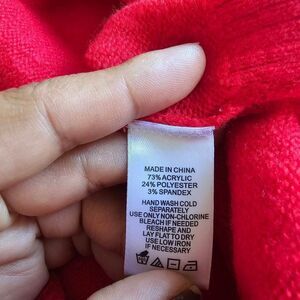 MADE IN CHINA
73% ACRYLIC
24% POLYESTER
3% SPANDEX
HAND WASH COLD
SEPARATELY
USE ONLY NON-CHLORINE
BLEACH IF NEEDED
RESHAPE AND
LAY FLAT TO DRY
USE LOW IRON
IF NECESSARY